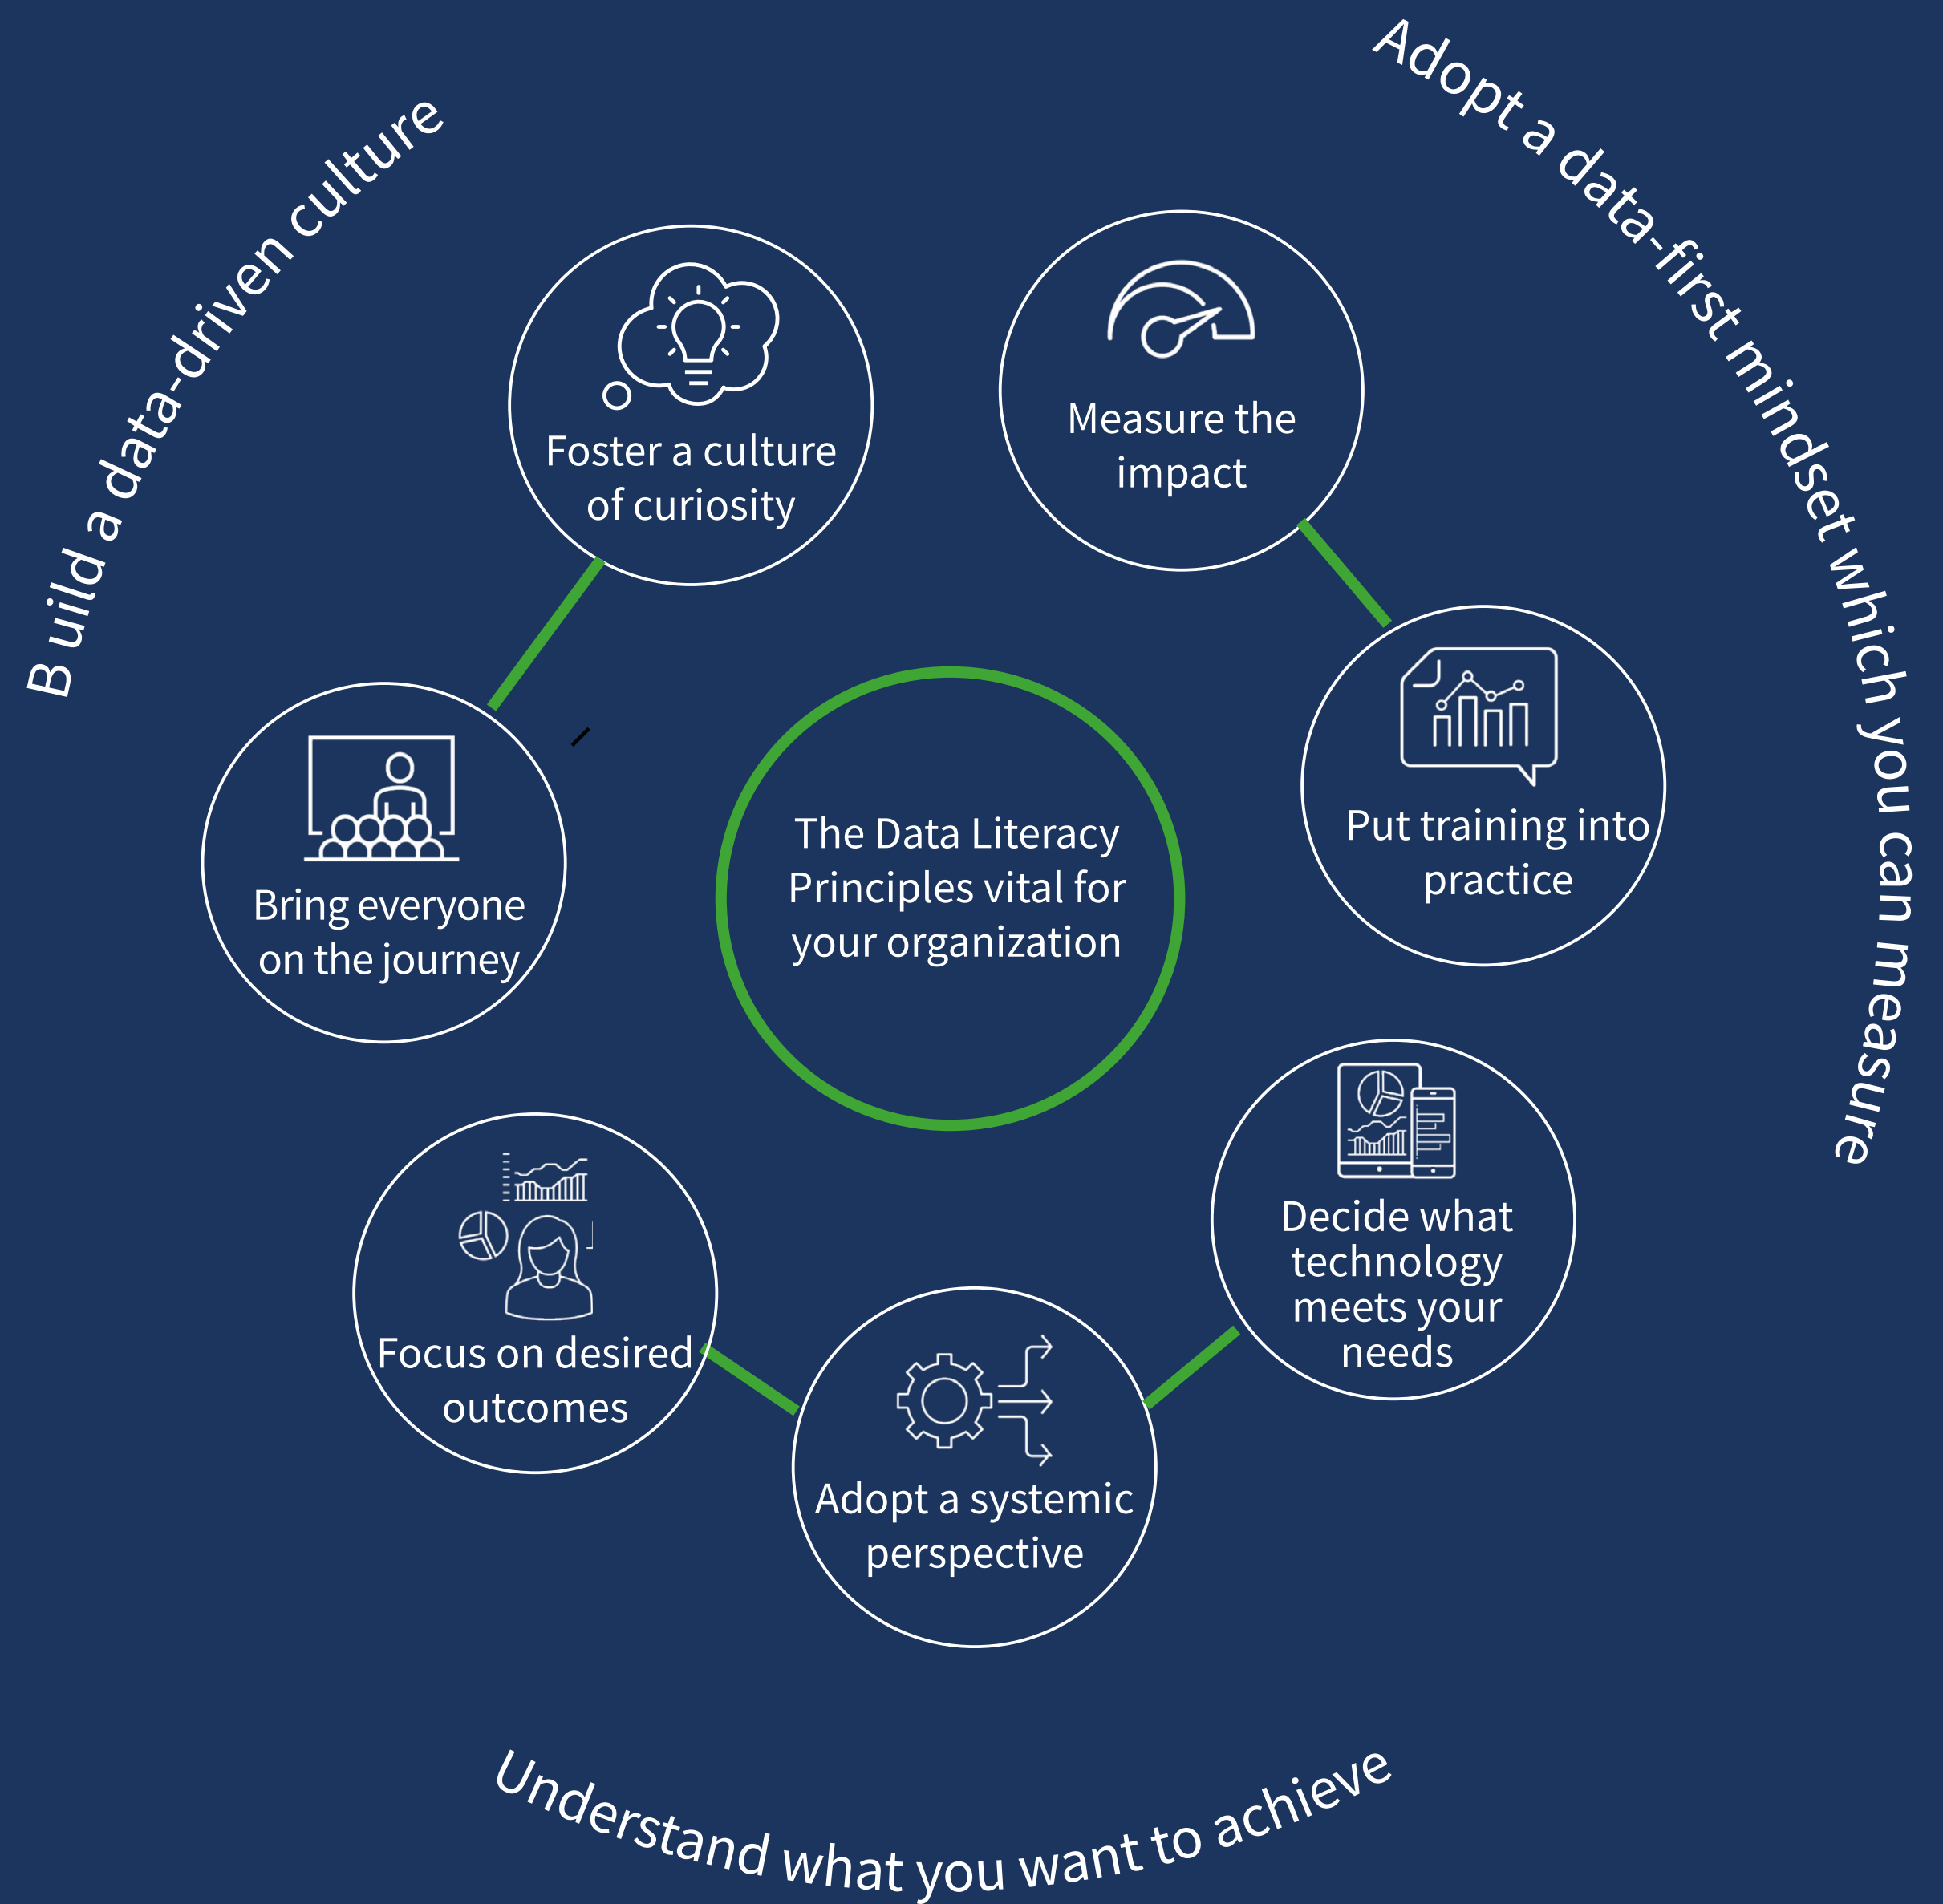 Build a data-driven culture
Adopt a data-first mindset which you can measure
Foster a culture
of curiosity
Measure the
impact
Bring everyone
on the journey
The Data Literacy
Principles vital for
your organization
Put training into
practice
Focus on desired
outcomes
Decide what
technology
meets your
needs
Adopt a systemic
perspective
Understand what you want to achieve